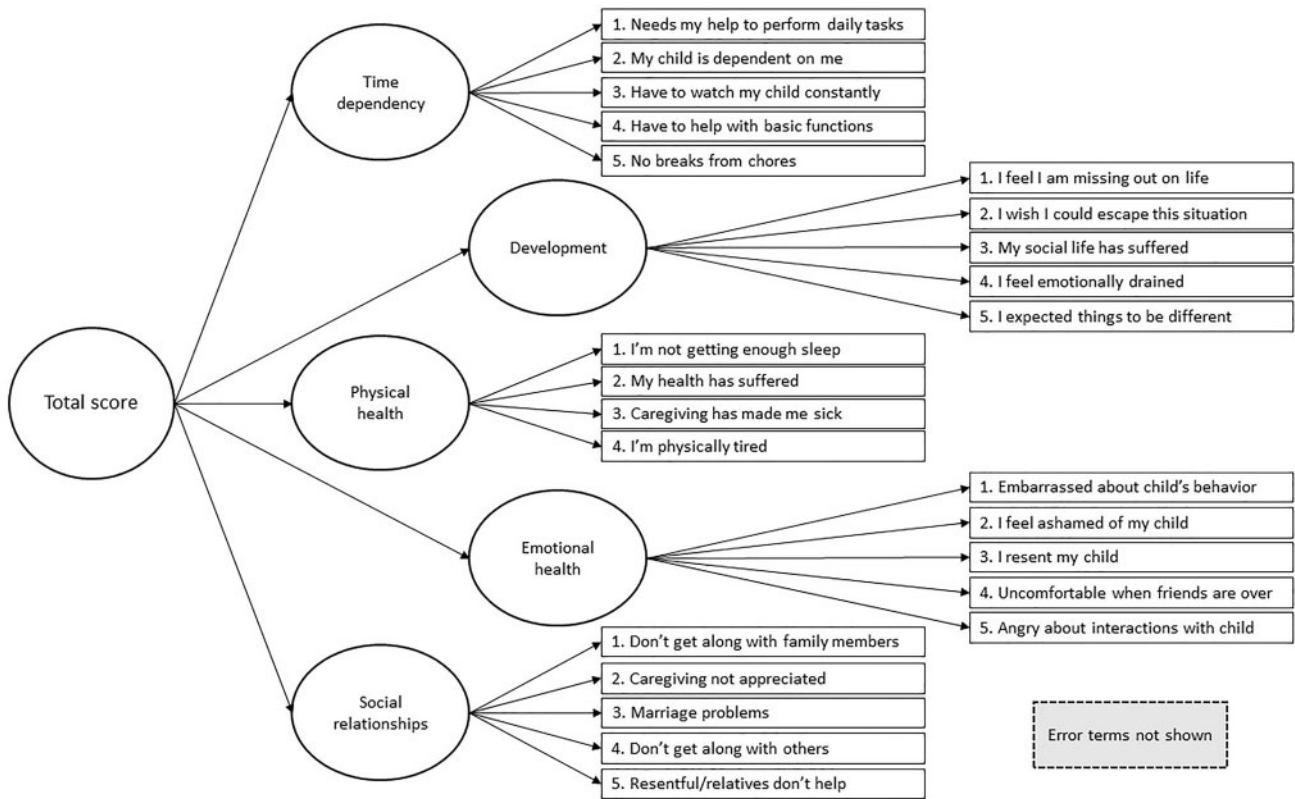 Total score
Time
dependency
1. Needs my help to perform daily tasks
2. My child is dependent on me
3. Have to watch my child constantly
4. Have to help with basic functions
5. No breaks from chores
Development
1. I feel I am missing out on life
2. I wish I could escape this situation
3. My social life has suffered
4. I feel emotionally drained
5. I expected things to be different
Physical
health
1. I'm not getting enough sleep
2. My health has suffered
3. Caregiving has made me sick
4. I'm physically tired
Emotional
health
1. Embarrassed about child's behavior
2. I feel ashamed of my child
3. I resent my child
4. Uncomfortable when friends are over
5. Angry about interactions with child
Social
relationships
1. Don't get along with family members
2. Caregiving not appreciated
3. Marriage problems
4. Don't get along with others
5. Resentful/relatives don't help
Error terms not shown